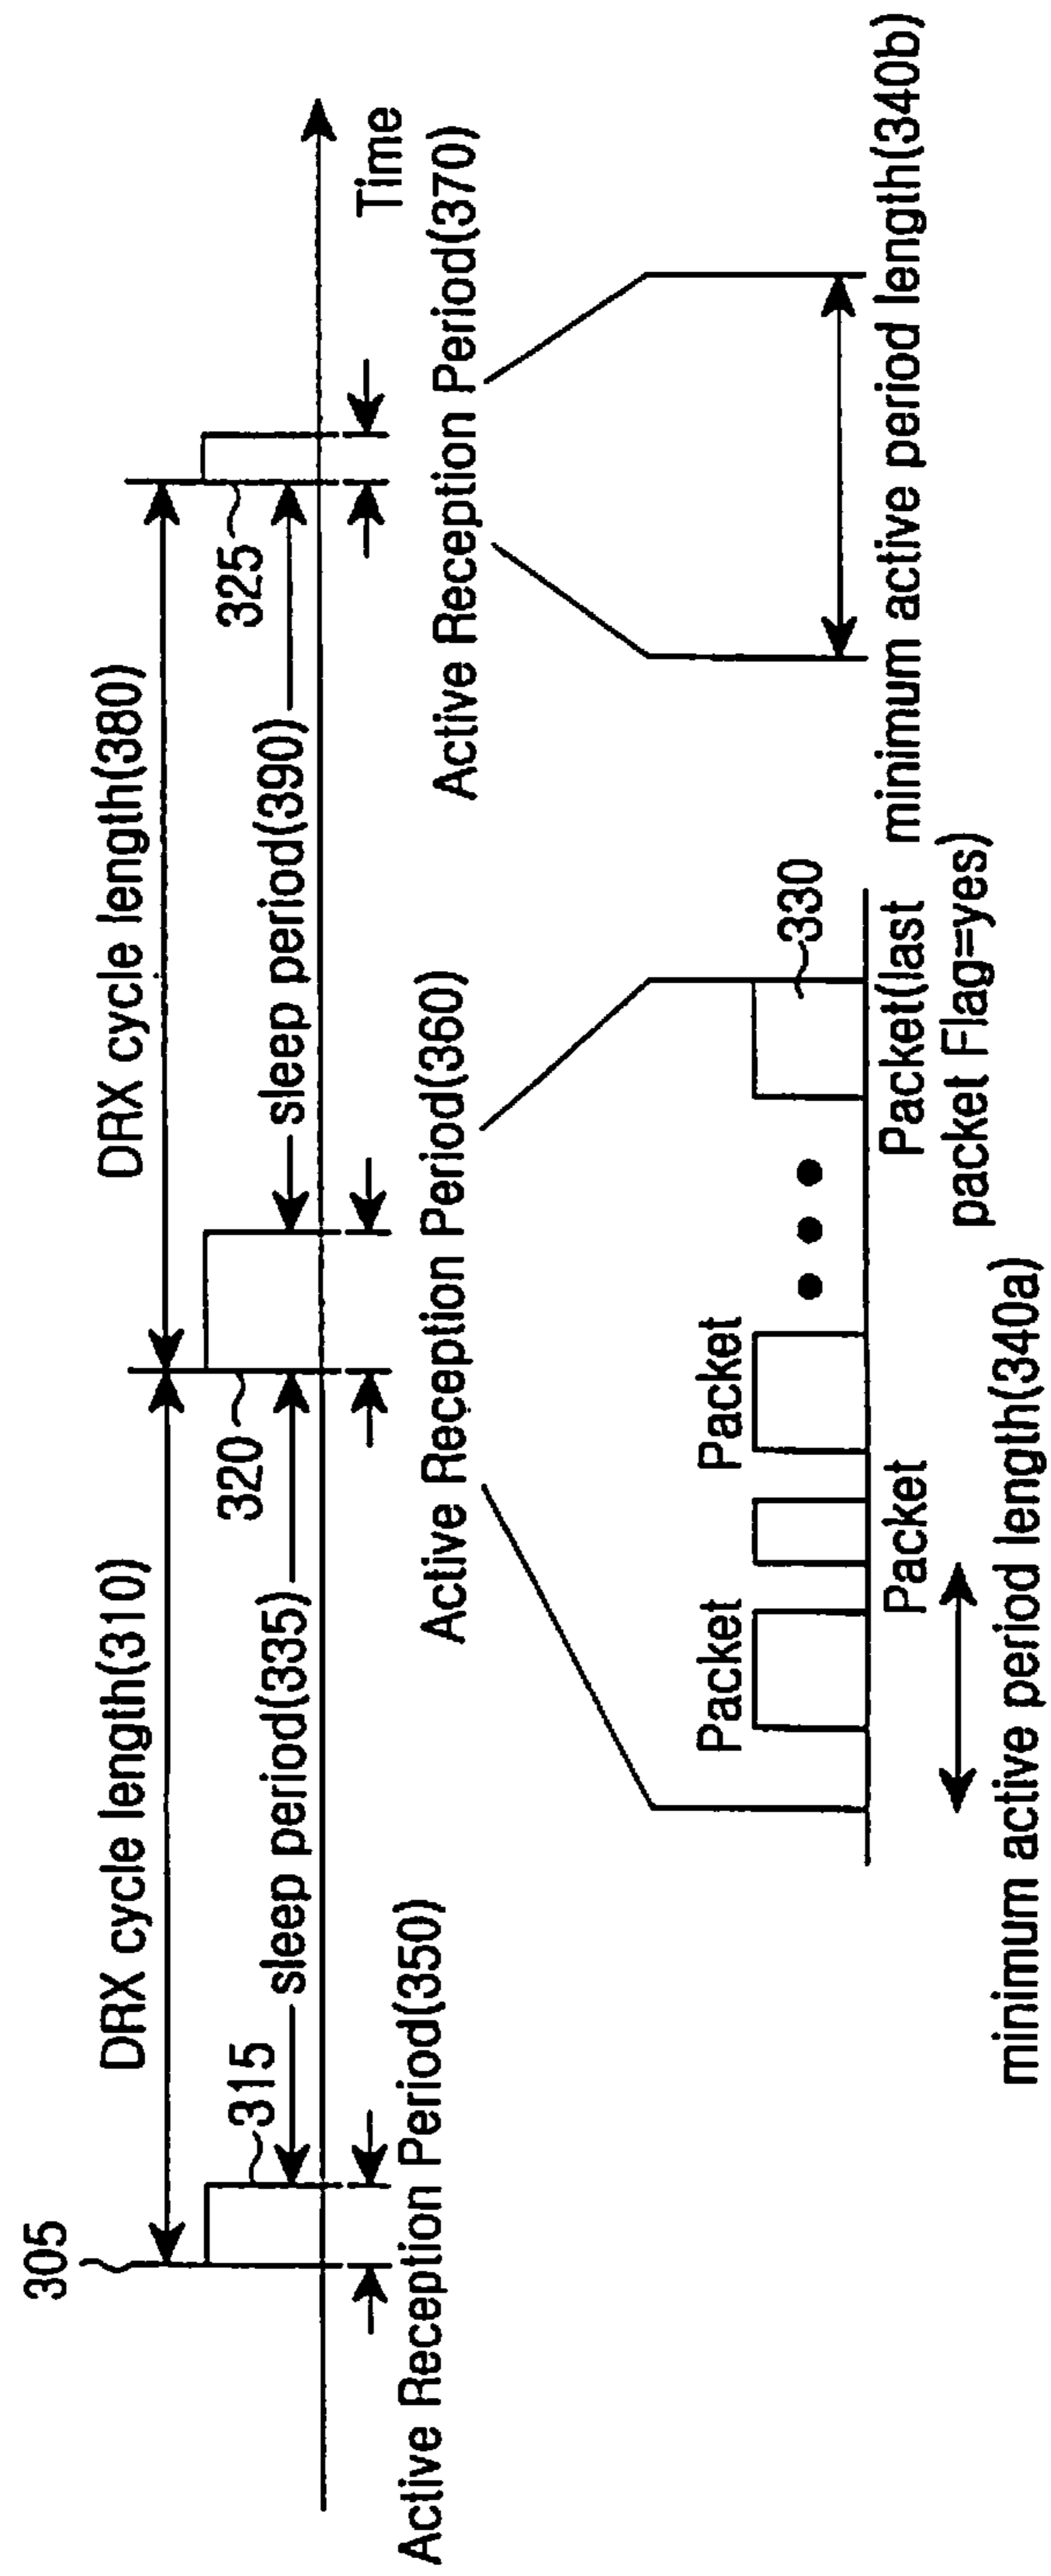 305
DRX cycle length(310)
DRX cycle length(380)
315
sleep period(335)
320
sleep period(390)
325
Time
Active Reception Period(350)
Active Reception Period(360)
Active Reception Period(370)
Packet
Packet
330
Packet
Packet(last
packet Flag=yes)
minimum active period length(340b)
minimum active period length(340a)